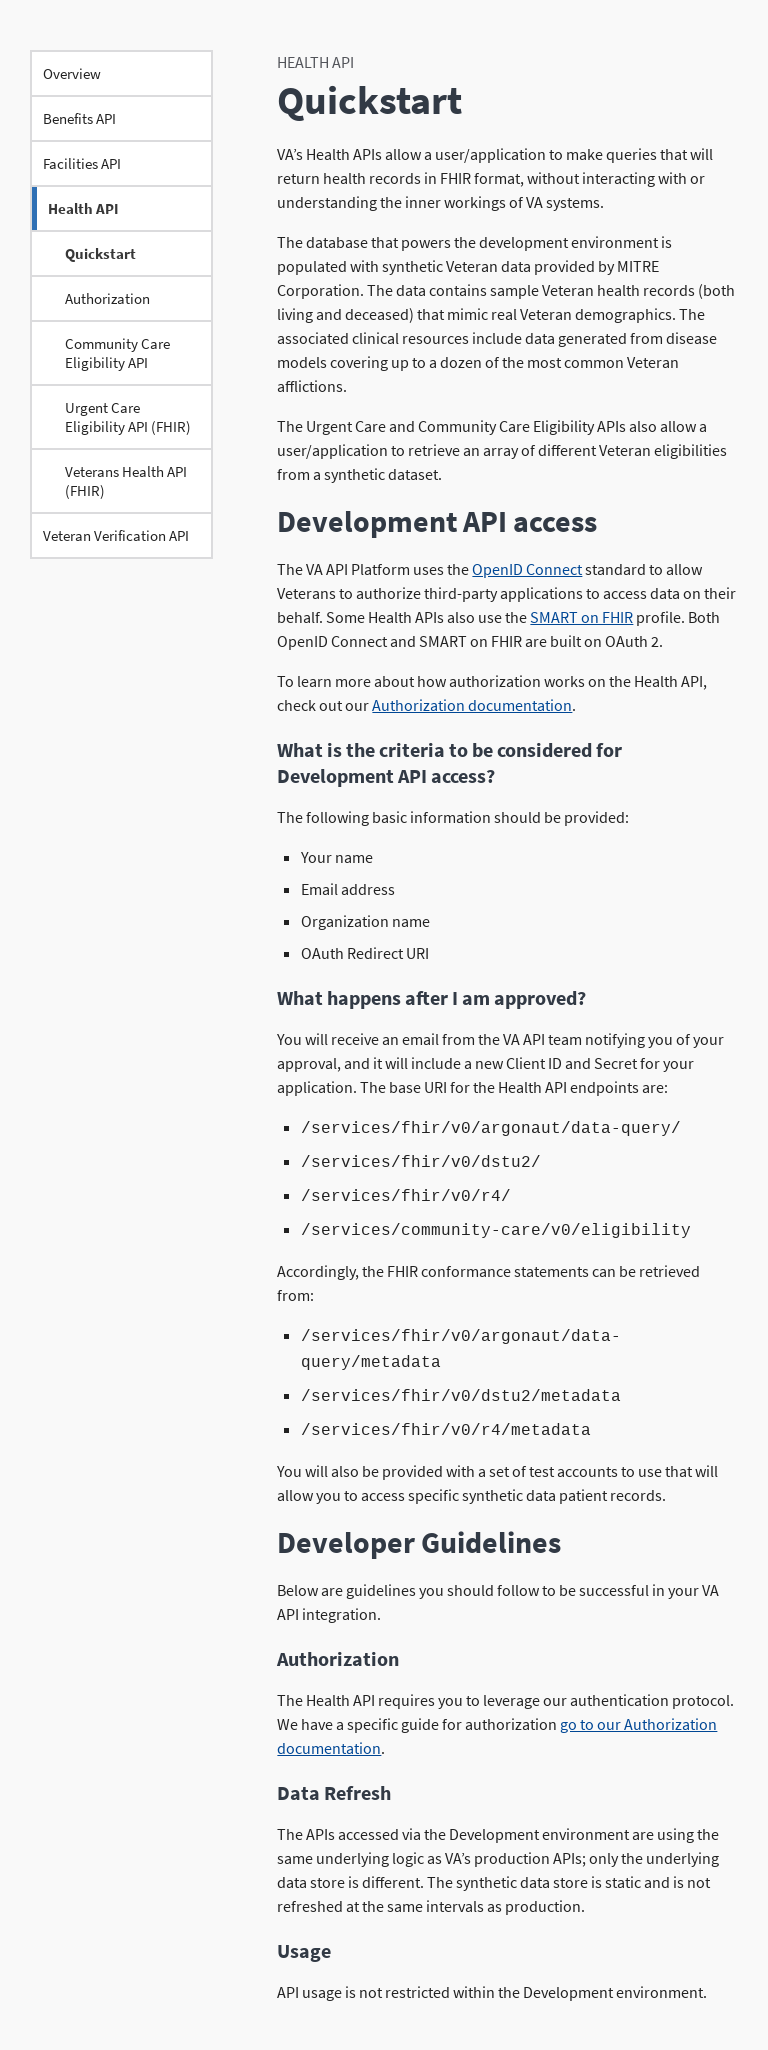 Overview
Benefits API
Facilities API
Health API
Quickstart
Authorization
Community Care
Eligibility API
Urgent Care
Eligibility API (FHIR)
Veterans Health API
(FHIR)
Veteran Verification API
HEALTH API
Quickstart
VA’s Health APIs allow a user/application to make queries that will
return health records in FHIR format, without interacting with or
understanding the inner workings of VA systems.
The database that powers the development environment is
populated with synthetic Veteran data provided by MITRE
Corporation. The data contains sample Veteran health records (both
living and deceased) that mimic real Veteran demographics. The
associated clinical resources include data generated from disease
models covering up to a dozen of the most common Veteran
afflictions.
The Urgent Care and Community Care Eligibility APIs also allow a
user/application to retrieve an array of different Veteran eligibilities
from a synthetic dataset.
Development API access
The VA API Platform uses the OpenID Connect standard to allow
Veterans to authorize third-party applications to access data on their
behalf. Some Health APIs also use the SMART on FHIR profile. Both
OpenID Connect and SMART on FHIR are built on OAuth 2.
To learn more about how authorization works on the Health API,
check out our Authorization documentation.
What is the criteria to be considered for
Development API access?
The following basic information should be provided:
Your name
Email address
Organization name
OAuth Redirect URI
What happens after I am approved?
You will receive an email from the VA API team notifying you of your
approval, and it will include a new Client ID and Secret for your
application. The base URI for the Health API endpoints are:
/services/fhir/v0/argonaut/data-query/
/services/fhir/v0/dstu2/
/services/fhir/v0/r4/
/services/community-care/v0/eligibility
Accordingly, the FHIR conformance statements can be retrieved
from:
/services/fhir/v0/argonaut/data-
query/metadata
/services/fhir/v0/dstu2/metadata
/services/fhir/v0/r4/metadata
You will also be provided with a set of test accounts to use that will
allow you to access specific synthetic data patient records.
Developer Guidelines
Below are guidelines you should follow to be successful in your VA
API integration.
Authorization
The Health API requires you to leverage our authentication protocol.
We have a specific guide for authorization go to our Authorization
documentation.
Data Refresh
The APIs accessed via the Development environment are using the
same underlying logic as VA’s production APIs; only the underlying
data store is different. The synthetic data store is static and is not
refreshed at the same intervals as production.
Usage
API usage is not restricted within the Development environment.